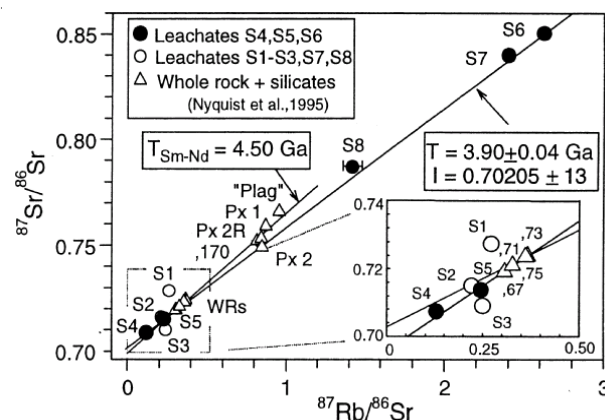 ● Leachates S4,S5,S6
○ Leachates S1-S3,S7,S8
△ Whole rock + silicates
(Nyquist et al.,1995)
S6
S7
S8
T_Sm-Nd = 4.50 Ga
T = 3.90±0.04 Ga
I = 0.70205 ± 13
"Plag"
Px 1
Px 2R
,170
Px 2
S1
S2
S4
S5
S3
WRs
0.85
0.80
0.75
0.70
87Sr/86Sr
0 1 2 3
87Rb/86Sr
0.74
0.72
0.70
0 0.25 0.50
S1
,73
,71
S2
S5
,75
S4
,67
S3